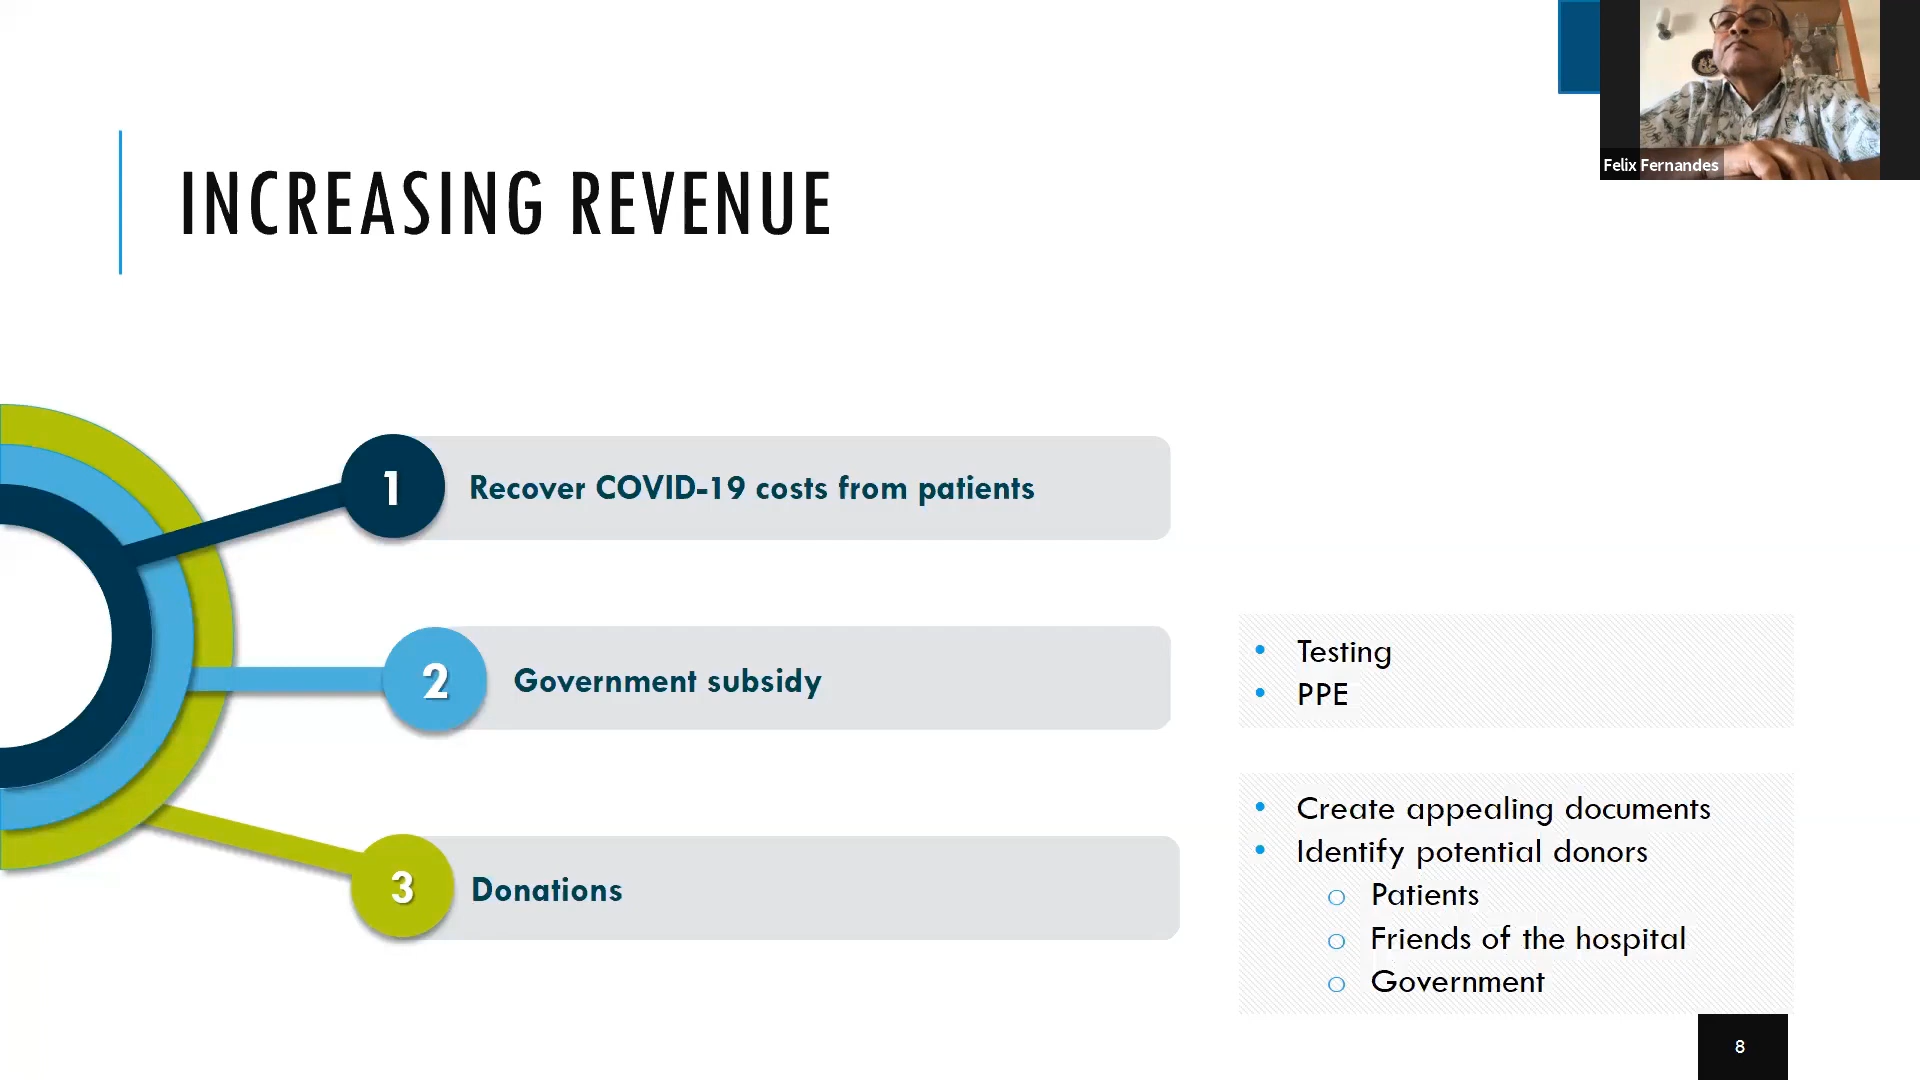 Felix Fernandes
INCREASING REVENUE
1
Recover COVID-19 costs from patients
2
Government subsidy
• Testing
• PPE
3
Donations
• Create appealing documents
• Identify potential donors
o Patients
o Friends of the hospital
o Government
8